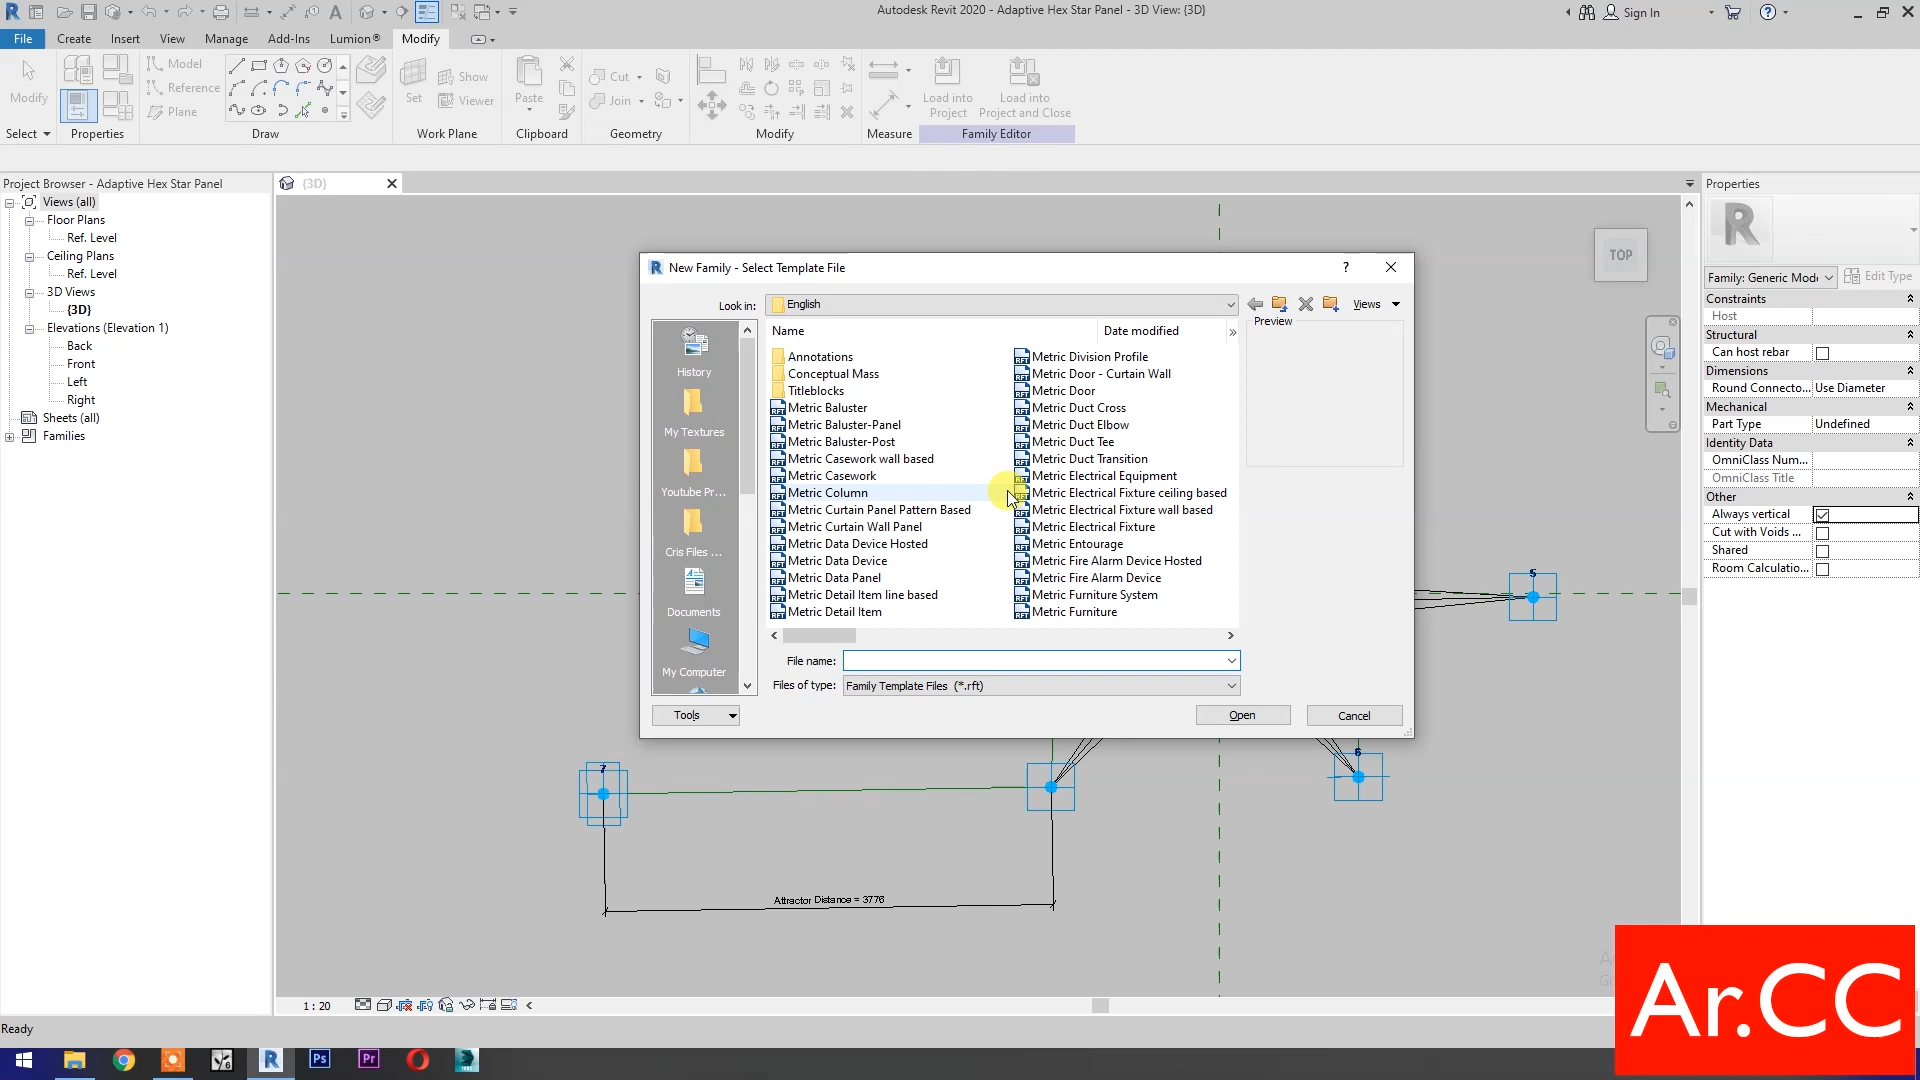 Autodesk Revit 2020 - Adaptive Hex Star Panel - 3D View: {3D}
Sign In
File Create Insert View Manage Add-Ins Lumion® Modify
Modify
Select
Properties
Model
Reference
Plane
Draw
Set
Show
Viewer
Work Plane
Paste
Clipboard
Cut
Join
Geometry
Modify
Measure
Load into Project
Load into Project and Close
Family Editor
Project Browser - Adaptive Hex Star Panel
Views (all)
Floor Plans
Ref. Level
Ceiling Plans
Ref. Level
3D Views
{3D}
Elevations (Elevation 1)
Back
Front
Left
Right
Sheets (all)
Families
{3D}
TOP
New Family - Select Template File
Look in:
English
Views
History
My Textures
Youtube Pr...
Cris Files ...
Documents
My Computer
Name
Date modified
Annotations
Conceptual Mass
Titleblocks
Metric Baluster
Metric Baluster-Panel
Metric Baluster-Post
Metric Casework wall based
Metric Casework
Metric Column
Metric Curtain Panel Pattern Based
Metric Curtain Wall Panel
Metric Data Device Hosted
Metric Data Device
Metric Data Panel
Metric Detail Item line based
Metric Detail Item
Metric Division Profile
Metric Door - Curtain Wall
Metric Door
Metric Duct Cross
Metric Duct Elbow
Metric Duct Tee
Metric Duct Transition
Metric Electrical Equipment
Metric Electrical Fixture ceiling based
Metric Electrical Fixture wall based
Metric Electrical Fixture
Metric Entourage
Metric Fire Alarm Device Hosted
Metric Fire Alarm Device
Metric Furniture System
Metric Furniture
Preview
File name:
Files of type:
Family Template Files (*.rft)
Tools
Open
Cancel
5
6
7
Attractor Distance = 3776
Properties
Family: Generic Mode
Edit Type
Constraints
Host
Structural
Can host rebar
Dimensions
Round Connecto... Use Diameter
Mechanical
Part Type Undefined
Identity Data
OmniClass Num...
OmniClass Title
Other
Always vertical
Cut with Voids ...
Shared
Room Calculatio...
1 : 20
Ready
Ar.CC